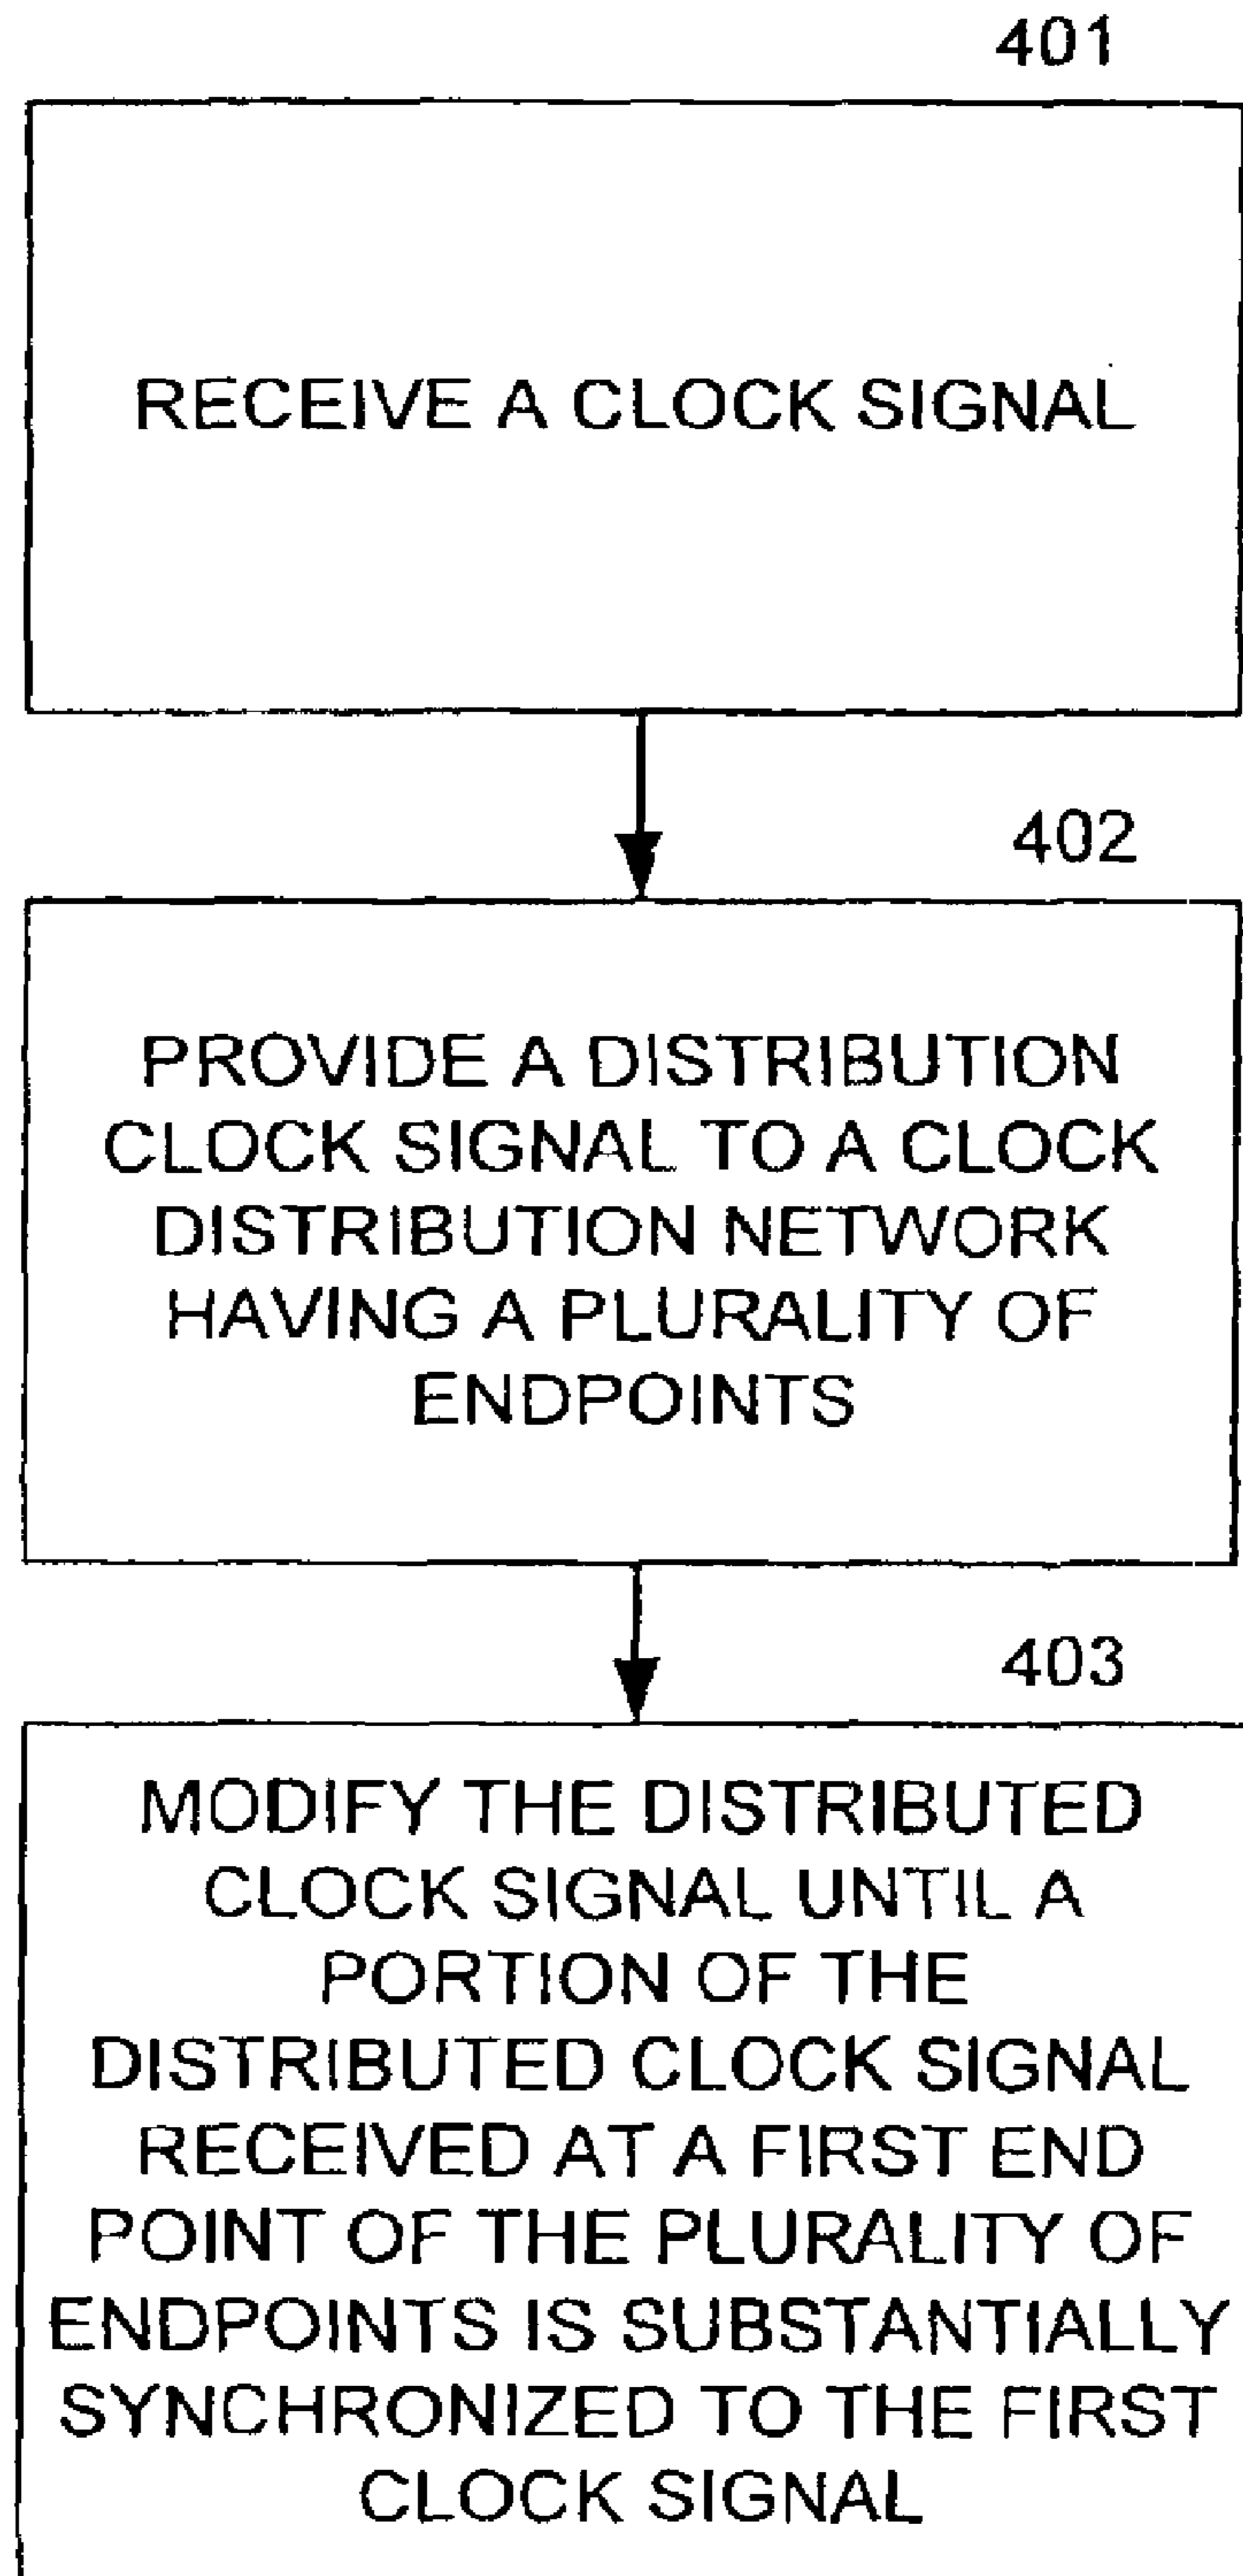 401
RECEIVE A CLOCK SIGNAL
402
PROVIDE A DISTRIBUTION
CLOCK SIGNAL TO A CLOCK
DISTRIBUTION NETWORK
HAVING A PLURALITY OF
ENDPOINTS
403
MODIFY THE DISTRIBUTED
CLOCK SIGNAL UNTIL A
PORTION OF THE
DISTRIBUTED CLOCK SIGNAL
RECEIVED AT A FIRST END
POINT OF THE PLURALITY OF
ENDPOINTS IS SUBSTANTIALLY
SYNCHRONIZED TO THE FIRST
CLOCK SIGNAL